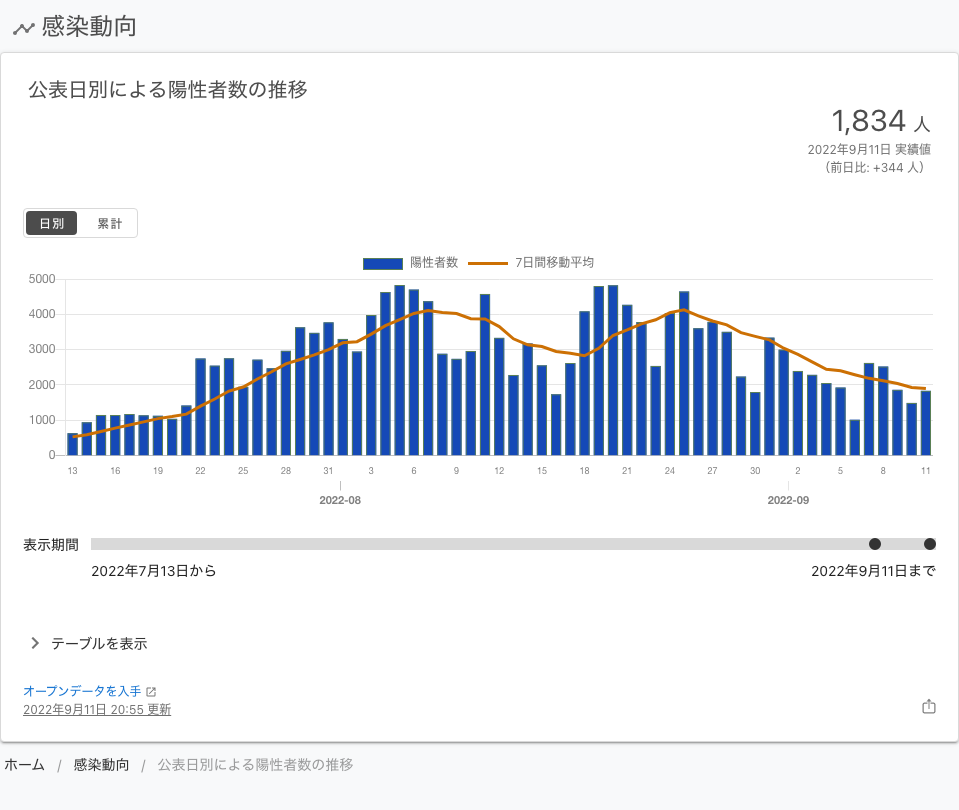 感染動向
公表日別による陽性者数の推移
1,834 人
2022年9月11日 実績値
（前日比: +344 人）
日別 累計
陽性者数 7日間移動平均
5000
4000
3000
2000
1000
0
13 16 19 22 25 28 31 3 6 9 12 15 18 21 24 27 30 2 5 8 11
2022-08 2022-09
表示期間
2022年7月13日から 2022年9月11日まで
テーブルを表示
オープンデータを入手
2022年9月11日 20:55 更新
ホーム / 感染動向 / 公表日別による陽性者数の推移